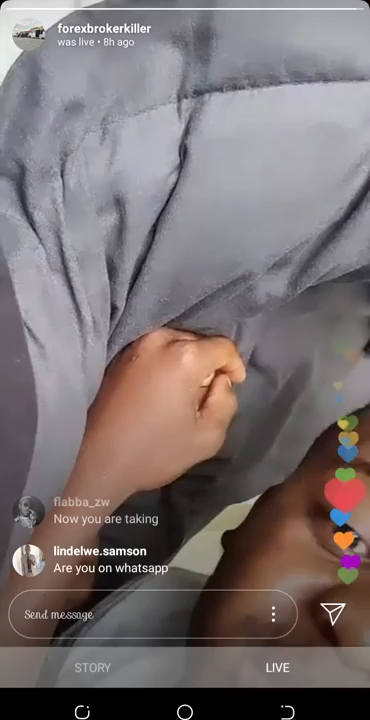 forexbrokerkiller
was live • 8h ago
flabba_zw
Now you are taking
lindelwe.samson
Are you on whatsapp
Send message
STORY
LIVE